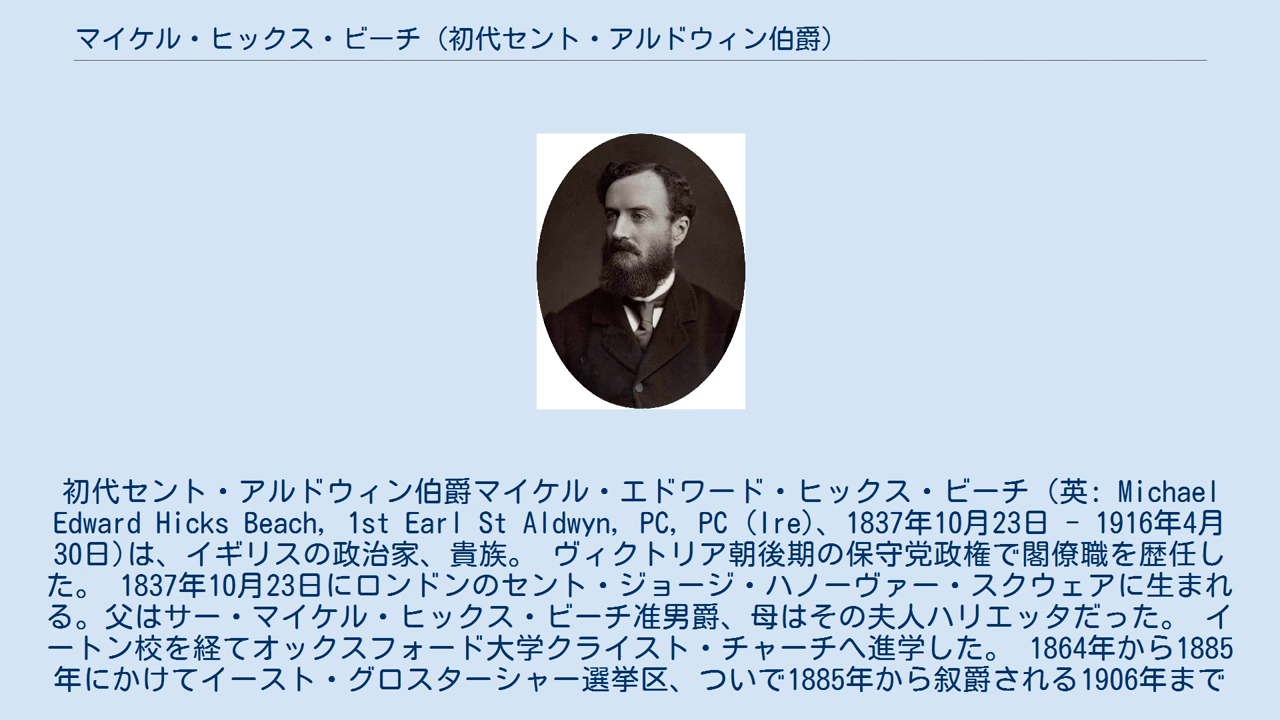 マイケル・ヒックス・ビーチ（初代セント・アルドウィン伯爵）
初代セント・アルドウィン伯爵マイケル・エドワード・ヒックス・ビーチ（英: Michael
Edward Hicks Beach, 1st Earl St Aldwyn, PC, PC (Ire)、1837年10月23日 - 1916年4月
30日)は、イギリスの政治家、貴族。 ヴィクトリア朝後期の保守党政権で閣僚職を歴任し
た。 1837年10月23日にロンドンのセント・ジョージ・ハノーヴァー・スクウェアに生まれ
る。父はサー・マイケル・ヒックス・ビーチ准男爵、母はその夫人ハリエッタだった。 イ
ートン校を経てオックスフォード大学クライスト・チャーチへ進学した。 1864年から1885
年にかけてイースト・グロスターシャー選挙区、ついで1885年から叙爵される1906年まで